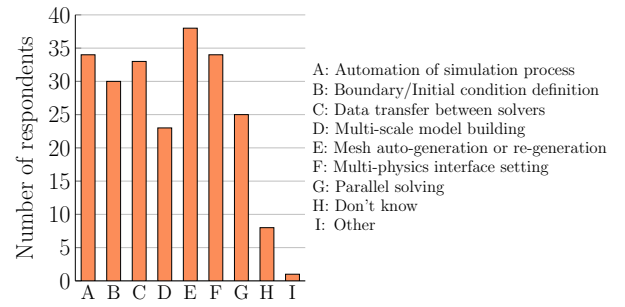 40
35
30
25
20
15
10
5
0
Number of respondents
A B C D E F G H I
A: Automation of simulation process
B: Boundary/Initial condition definition
C: Data transfer between solvers
D: Multi-scale model building
E: Mesh auto-generation or re-generation
F: Multi-physics interface setting
G: Parallel solving
H: Don't know
I: Other